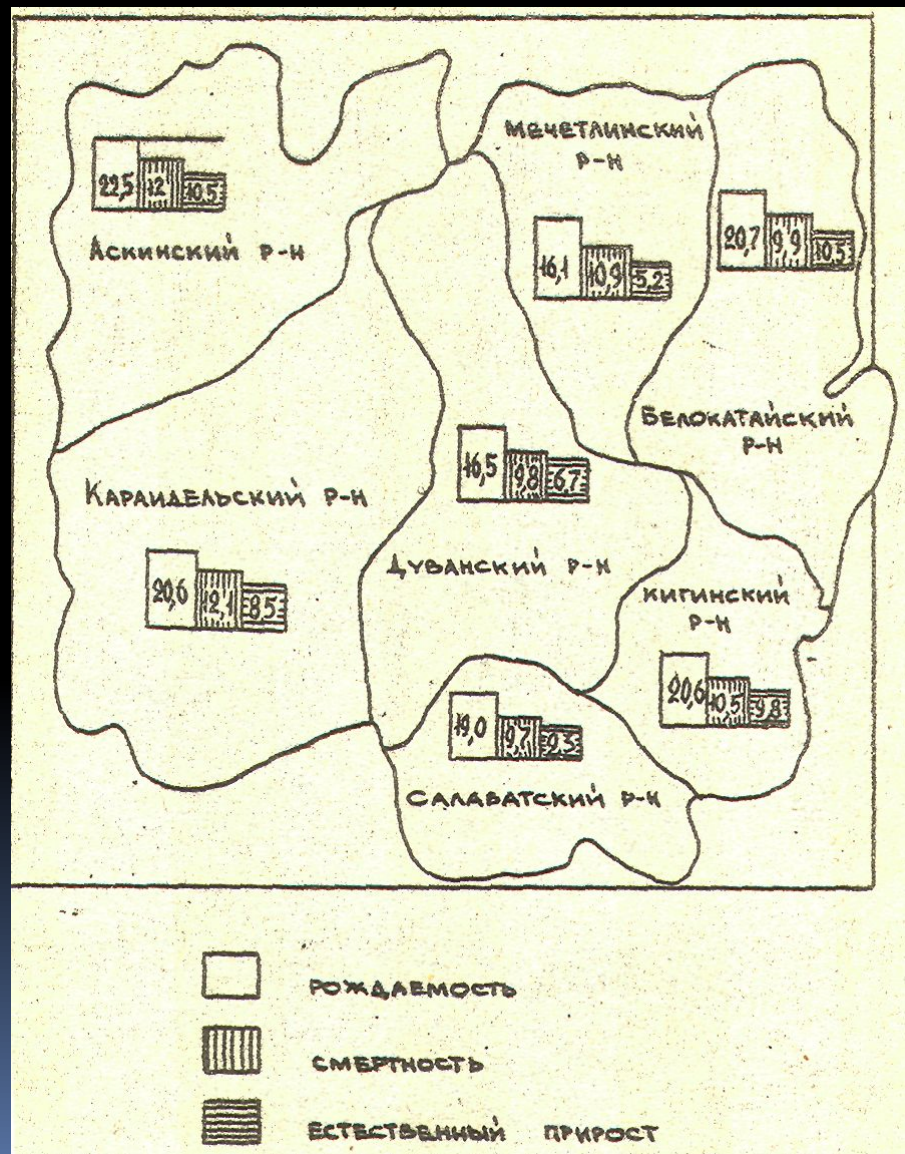 22,5 12 10,5
Аскинский р-н
Мечетлинский
р-н
16,1 10,9 5,2
20,7 9,9 10,5
Белокатайский
р-н
Караидельский р-н
20,6 12,1 8,5
16,5 9,8 6,7
Дуванский р-н
Кигинский
р-н
20,6 10,5 9,8
19,0 9,7 9,3
Салаватский р-н
рождаемость
смертность
естественный прирост